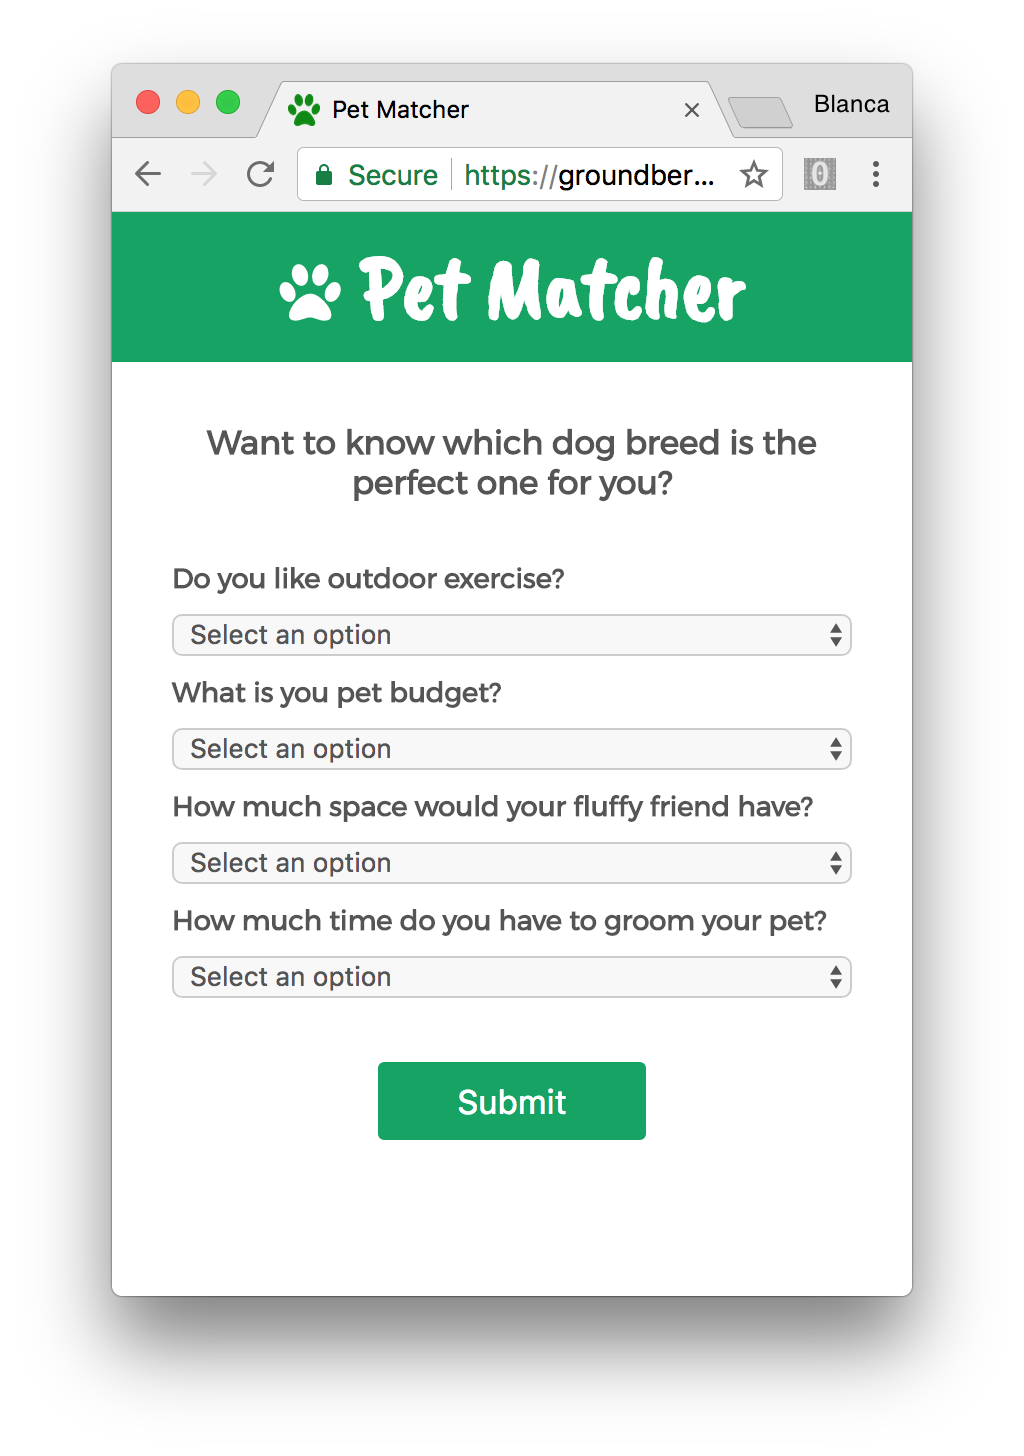 Pet Matcher
Blanca
Secure https://groundber...
0
Pet Matcher
Want to know which dog breed is the
perfect one for you?
Do you like outdoor exercise?
Select an option
What is you pet budget?
Select an option
How much space would your fluffy friend have?
Select an option
How much time do you have to groom your pet?
Select an option
Submit